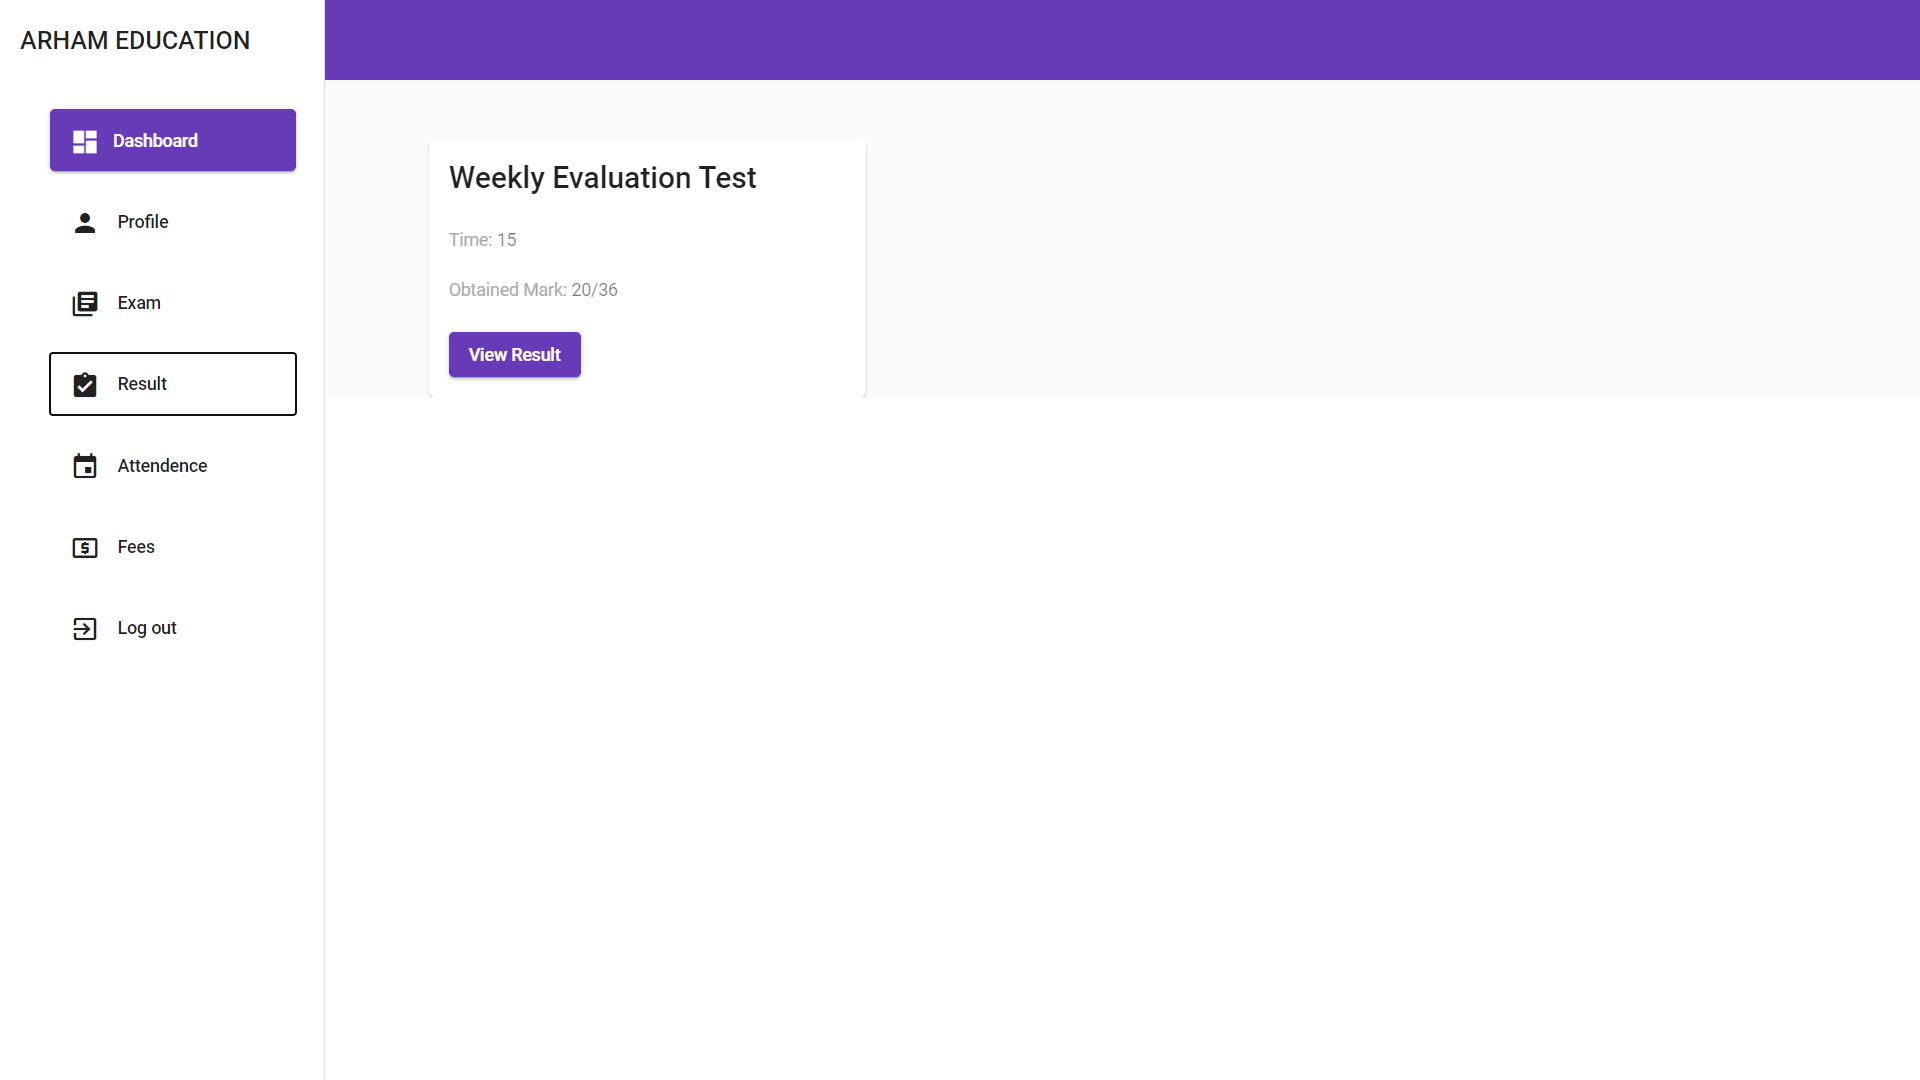 ARHAM EDUCATION
Dashboard
Profile
Exam
Result
Attendence
Fees
Log out
Weekly Evaluation Test
Time: 15
Obtained Mark: 20/36
View Result